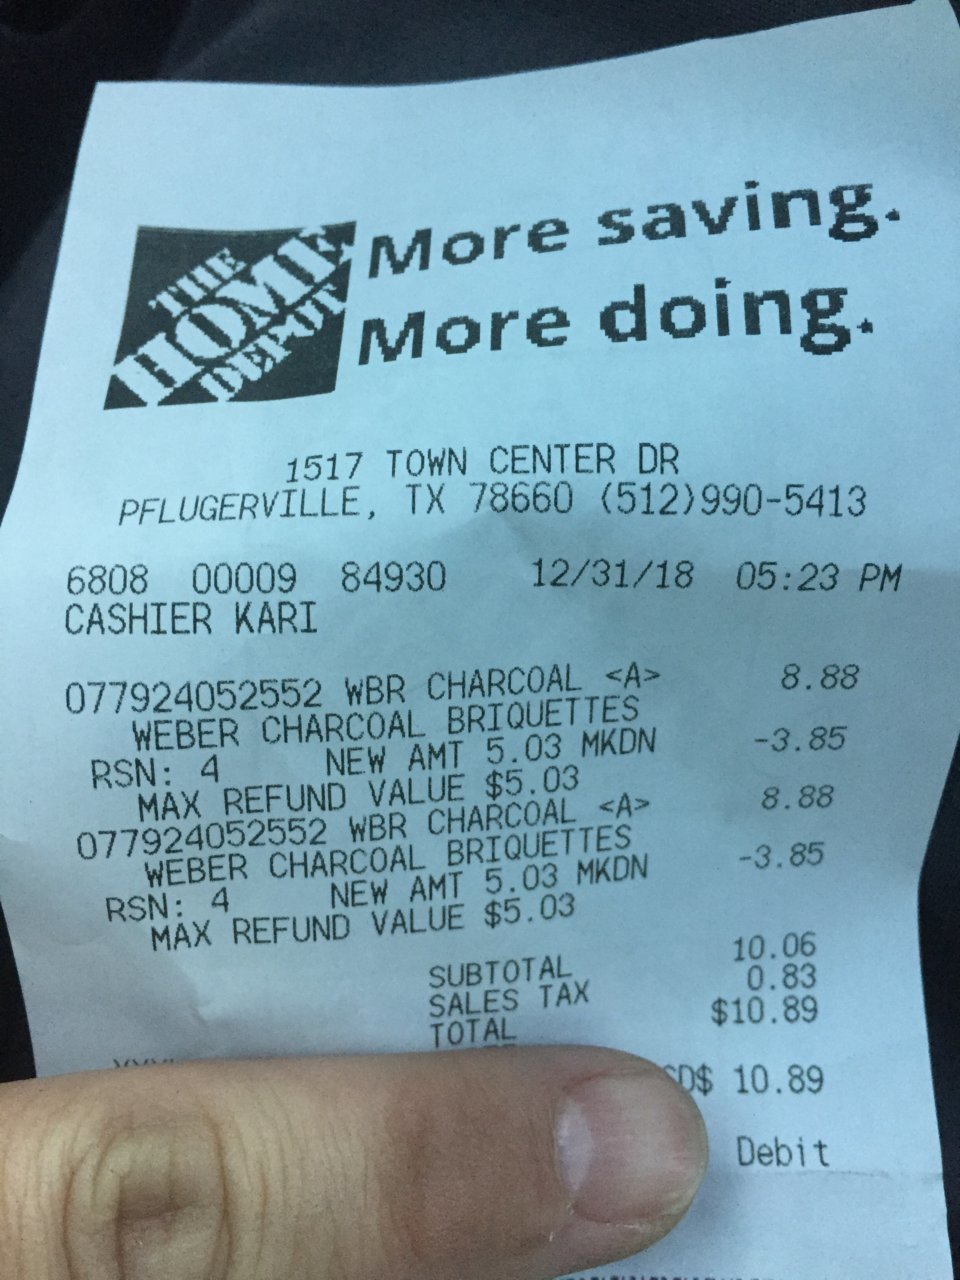 THE
HOME
DEPOT
More saving.
More doing.
1517 TOWN CENTER DR
PFLUGERVILLE, TX 78660 (512)990-5413
6808 00009 84930 12/31/18 05:23 PM
CASHIER KARI
077924052552 WBR CHARCOAL <A> 8.88
WEBER CHARCOAL BRIQUETTES
RSN: 4 NEW AMT 5.03 MKDN -3.85
MAX REFUND VALUE $5.03
077924052552 WBR CHARCOAL <A> 8.88
WEBER CHARCOAL BRIQUETTES
RSN: 4 NEW AMT 5.03 MKDN -3.85
MAX REFUND VALUE $5.03
SUBTOTAL 10.06
SALES TAX 0.83
TOTAL $10.89
D$ 10.89
Debit